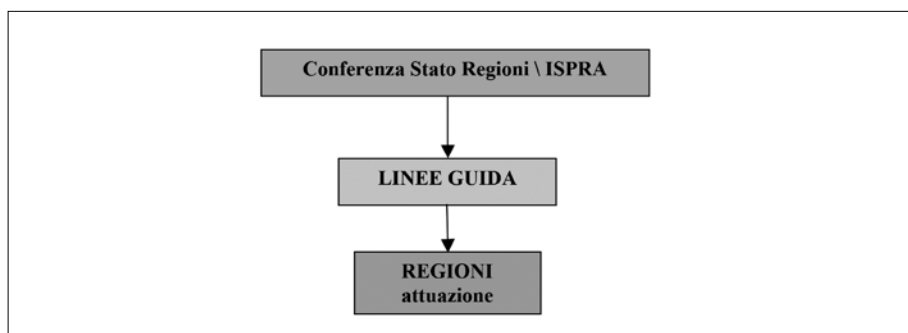 Conferenza Stato Regioni \ ISPRA
LINEE GUIDA
REGIONI
attuazione